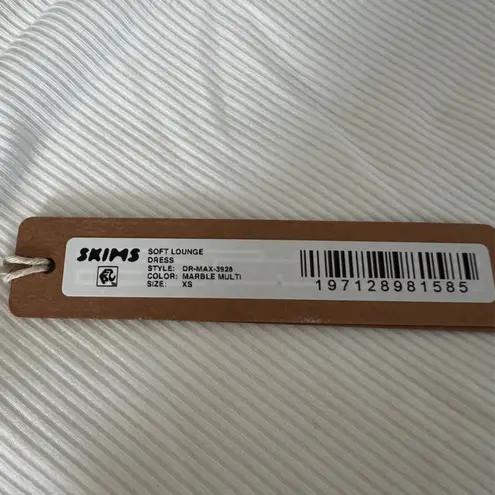 SKIMS
SOFT LOUNGE
DRESS
STYLE: DR-MAX-3928
COLOR: MARBLE MULTI
SIZE: XS
197128981585